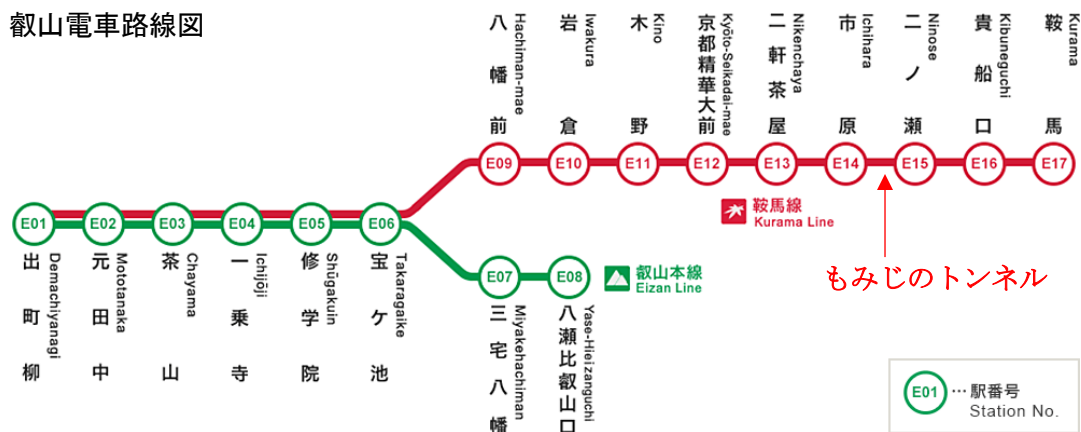 叡山電車路線図
八幡前
Hachiman-mae
岩倉
Iwakura
木野
Kino
京都精華大前
Kyōto-Seikadai-mae
二軒茶屋
Nikenchaya
市原
Ichihara
二ノ瀬
Ninose
貴船口
Kibuneguchi
鞍馬
Kurama
E09
E10
E11
E12
E13
E14
E15
E16
E17
鞍馬線
Kurama Line
もみじのトンネル
E01
E02
E03
E04
E05
E06
出町柳
Demachiyanagi
元田中
Mototanaka
茶山
Chayama
一乗寺
Ichijōji
修学院
Shūgakuin
宝ケ池
Takaragaike
E07
E08
叡山本線
Eizan Line
三宅八幡
Miyakehachiman
八瀬比叡山口
Yase-Hieizanguchi
E01 …駅番号
Station No.